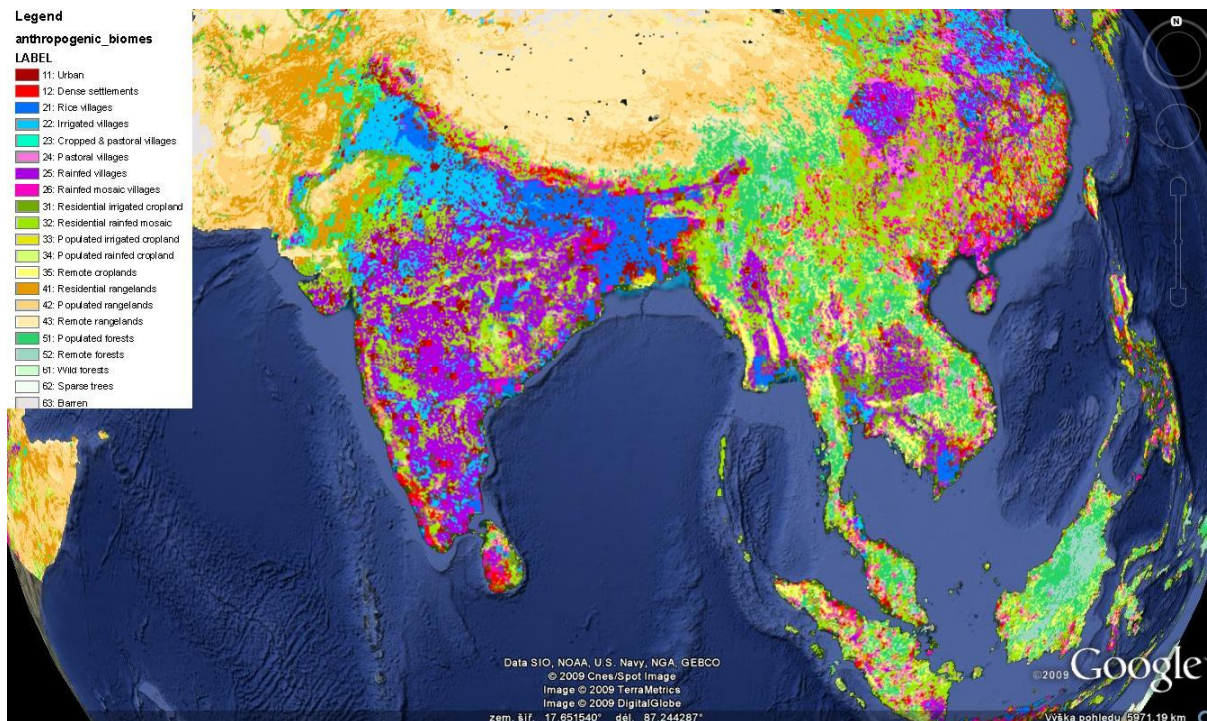 Legend
anthropogenic_biomes
LABEL
11: Urban
12: Dense settlements
21: Rice villages
22: Irrigated villages
23: Cropped & pastoral villages
24: Pastoral villages
25: Rainfed villages
26: Rainfed mosaic villages
31: Residential irrigated cropland
32: Residential rainfed mosaic
33: Populated irrigated cropland
34: Populated rainfed cropland
35: Remote croplands
41: Residential rangelands
42: Populated rangelands
43: Remote rangelands
51: Populated forests
52: Remote forests
61: Wild forests
62: Sparse trees
63: Barren
N
Data SIO, NOAA, U.S. Navy, NGA, GEBCO
© 2009 Cnes/Spot Image
Image © 2009 TerraMetrics
Image © 2009 DigitalGlobe
©2009 Google™
zem. šíř. 17.651540° dél. 87.244287°
Výška pohledu 5971.19 km